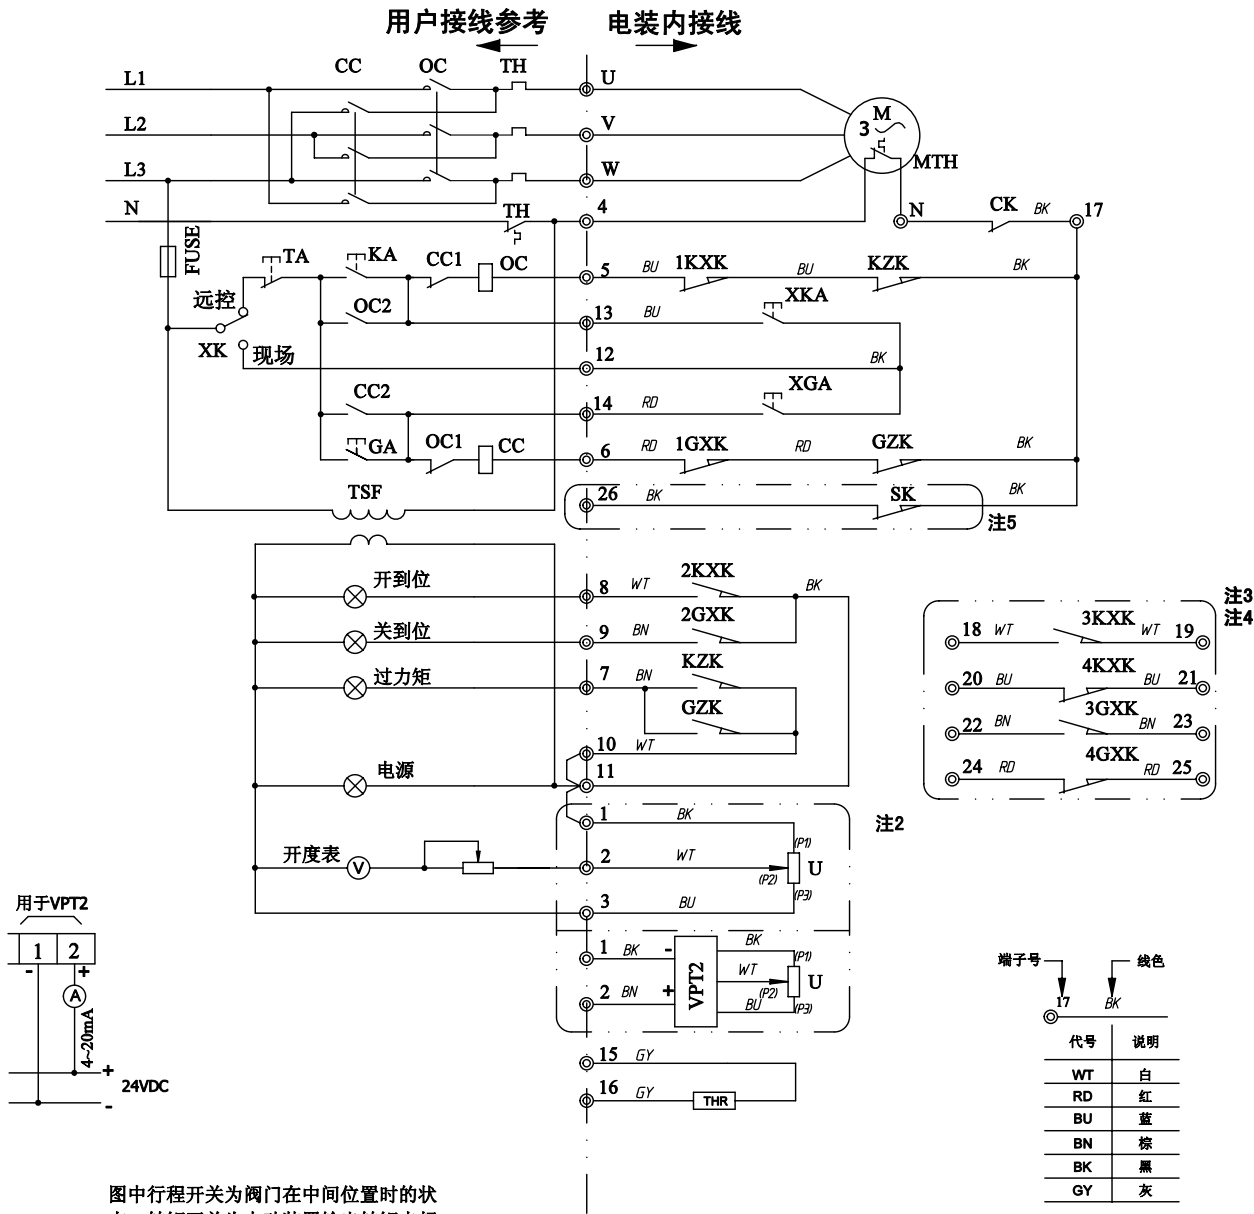 用户接线参考 电装内接线
CC OC TH
L1 U
L2 V
L3 W
M
3
MTH
N TH 4 N CK BK 17
FUSE
TA KA CC1 OC 5 BU 1KXK BU KZK BK
远控 OC2 13 BU XKA
XK 现场 12 BK
CC2 14 RD XGA
GA OC1 CC 6 RD 1GXK RD GZK BK
TSF 26 BK SK BK
注5
开到位 8 WT 2KXK BK
关到位 9 BN 2GXK
过力矩 7 BN KZK
GZK
10 WT
电源 11
注3
注4
18 WT 3KXK WT 19
20 BU 4KXK BU 21
22 BN 3GXK BN 23
24 RD 4GXK RD 25
注2
1 BK (P1)
开度表 V 2 WT (P2) U
3 BU (P3)
1 BK - VPT2 BK (P1)
WT (P2) U
2 BN + BU (P3)
用于VPT2
1 2
- +
A
4~20mA
+
24VDC
-
15 GY
16 GY THR
端子号 线色
17 BK
代号 说明
WT 白
RD 红
BU 蓝
BN 棕
BK 黑
GY 灰
图中行程开关为阀门在中间位置时的状